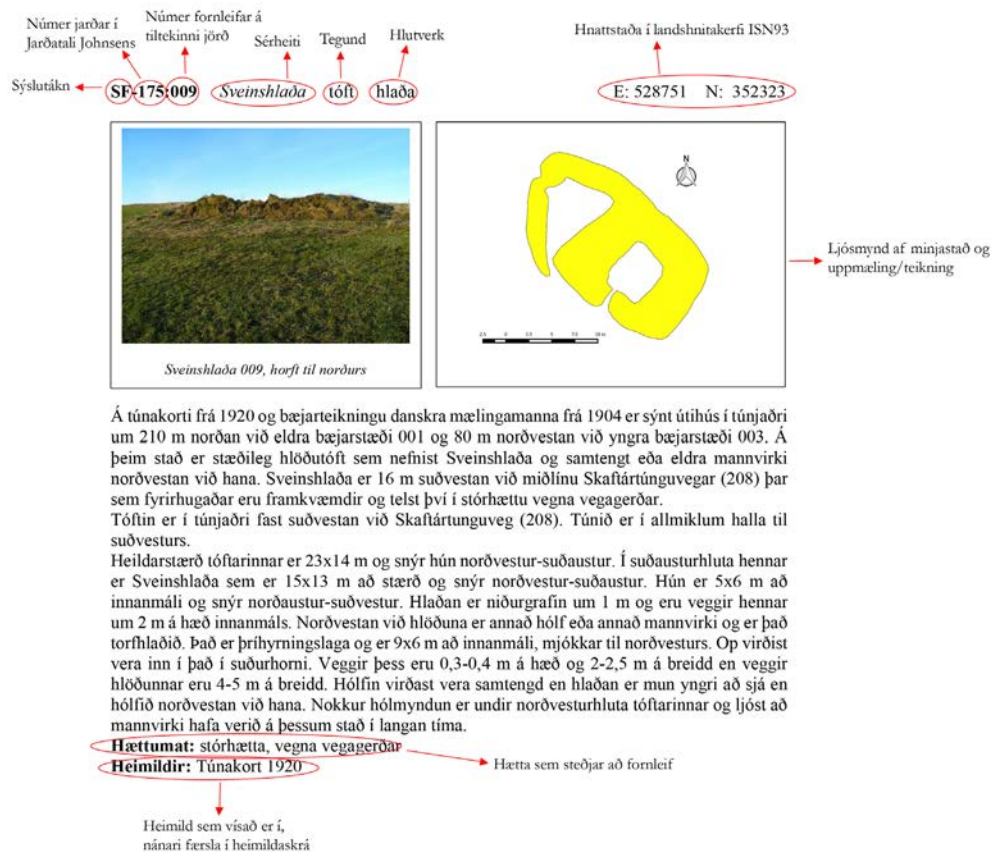 Númer jarðar í
Jarðatali Johnsens
Númer fornleifar á
tiltekinni jörð
Sérheiti
Tegund
Hlutverk
Hnattstaða í landshnitakerfi ISN93
Sýslutákn
SF-175:009 Sveinshlaða tóft hlaða E: 528751 N: 352323
N
2,5 0 2,5 5 7,5 10 m
Sveinshlaða 009, horft til norðurs
Ljósmynd af minjastað og
uppmæling/teikning
Á túnakorti frá 1920 og bæjarteikningu danskra mælingamanna frá 1904 er sýnt útihús í túnjaðri
um 210 m norðan við eldra bæjarstæði 001 og 80 m norðvestan við yngra bæjarstæði 003. Á
þeim stað er stæðileg hlöðutóft sem nefnist Sveinshlaða og samtengt eða eldra mannvirki
norðvestan við hana. Sveinshlaða er 16 m suðvestan við miðlínu Skaftártúnguvegar (208) þar
sem fyrirhugaðar eru framkvæmdir og telst því í stórhættu vegna vegagerðar.
Tóftin er í túnjaðri fast suðvestan við Skaftártunguveg (208). Túnið er í allmiklum halla til
suðvesturs.
Heildarstærð tóftarinnar er 23x14 m og snýr hún norðvestur-suðaustur. Í suðausturhluta hennar
er Sveinshlaða sem er 15x13 m að stærð og snýr norðvestur-suðaustur. Hún er 5x6 m að
innanmáli og snýr norðaustur-suðvestur. Hlaðan er niðurgrafin um 1 m og eru veggir hennar
um 2 m á hæð innanmáls. Norðvestan við hlöðuna er annað hólf eða annað mannvirki og er það
torfhlaðið. Það er þríhyrningslaga og er 9x6 m að innanmáli, mjókkar til norðvesturs. Op virðist
vera inn í það í suðurhorni. Veggir þess eru 0,3-0,4 m á hæð og 2-2,5 m á breidd en veggir
hlöðunnar eru 4-5 m á breidd. Hólfin virðast vera samtengd en hlaðan er mun yngri að sjá en
hólfið norðvestan við hana. Nokkur hólmyndun er undir norðvesturhluta tóftarinnar og ljóst að
mannvirki hafa verið á þessum stað í langan tíma.
Hættumat: stórhætta, vegna vegagerðar
Heimildir: Túnakort 1920
Hætta sem steðjar að fornleif
Heimild sem vísað er í,
nánari færsla í heimildaskrá